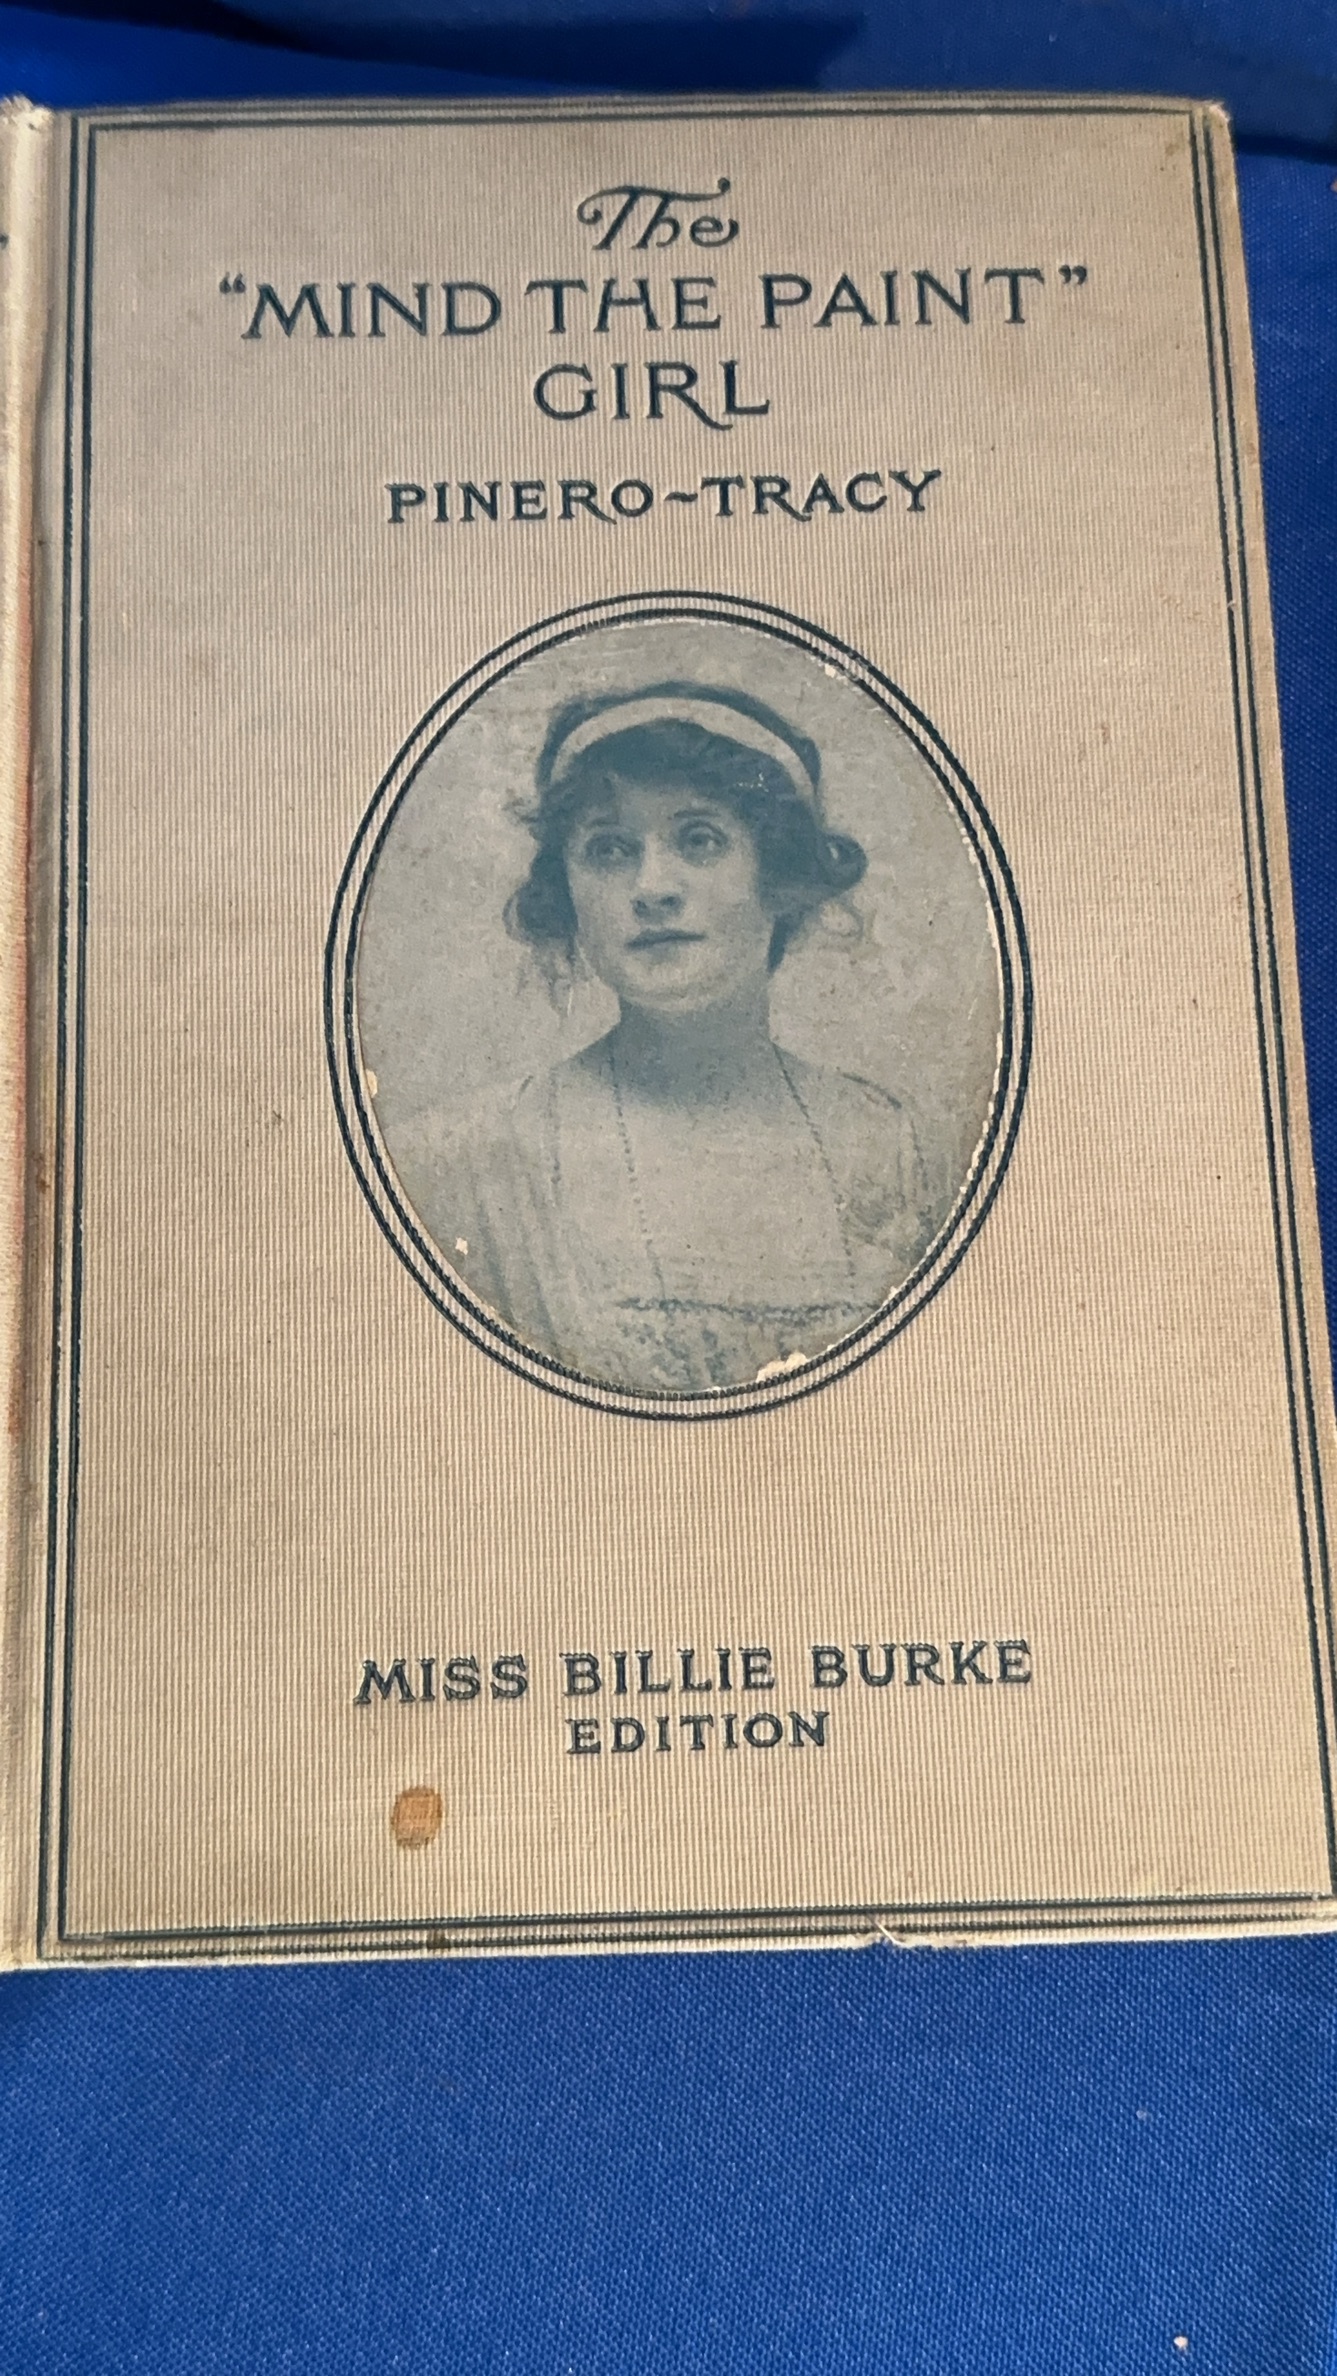 The
“MIND THE PAINT”
GIRL
PINERO~TRACY
MISS BILLIE BURKE
EDITION